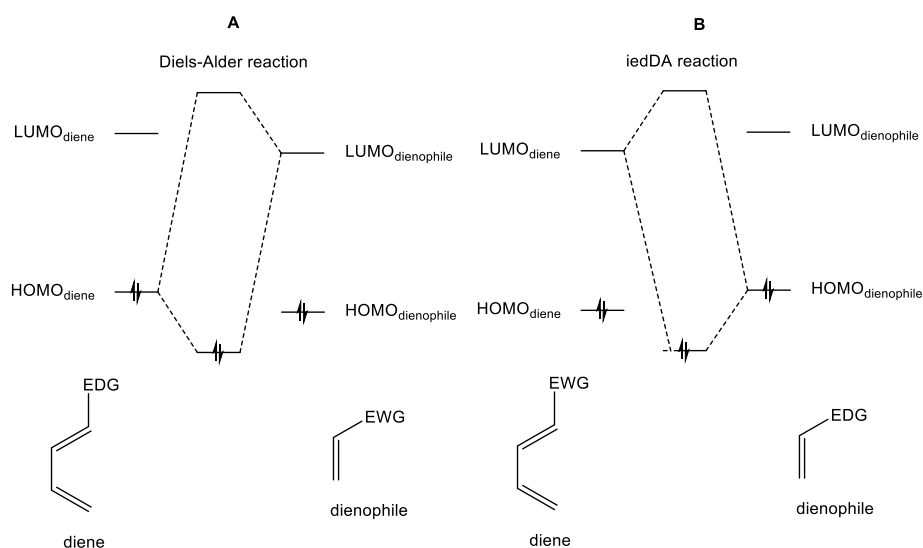 A
Diels-Alder reaction
LUMOdiene
LUMOdienophile
HOMOdiene
HOMOdienophile
EDG
EWG
diene
dienophile
B
iedDA reaction
LUMOdiene
LUMOdienophile
HOMOdiene
HOMOdienophile
EWG
EDG
diene
dienophile